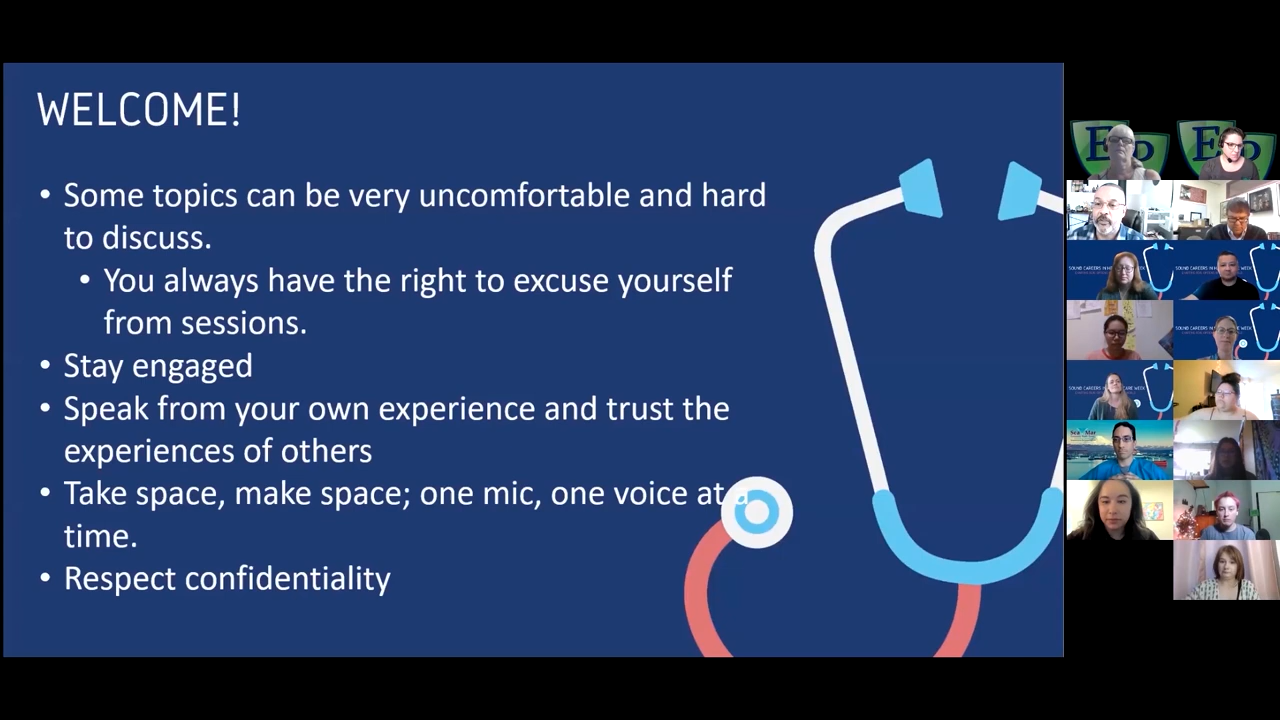 WELCOME!
• Some topics can be very uncomfortable and hard
to discuss.
• You always have the right to excuse yourself
from sessions.
• Stay engaged
• Speak from your own experience and trust the
experiences of others
• Take space, make space; one mic, one voice at a
time.
• Respect confidentiality